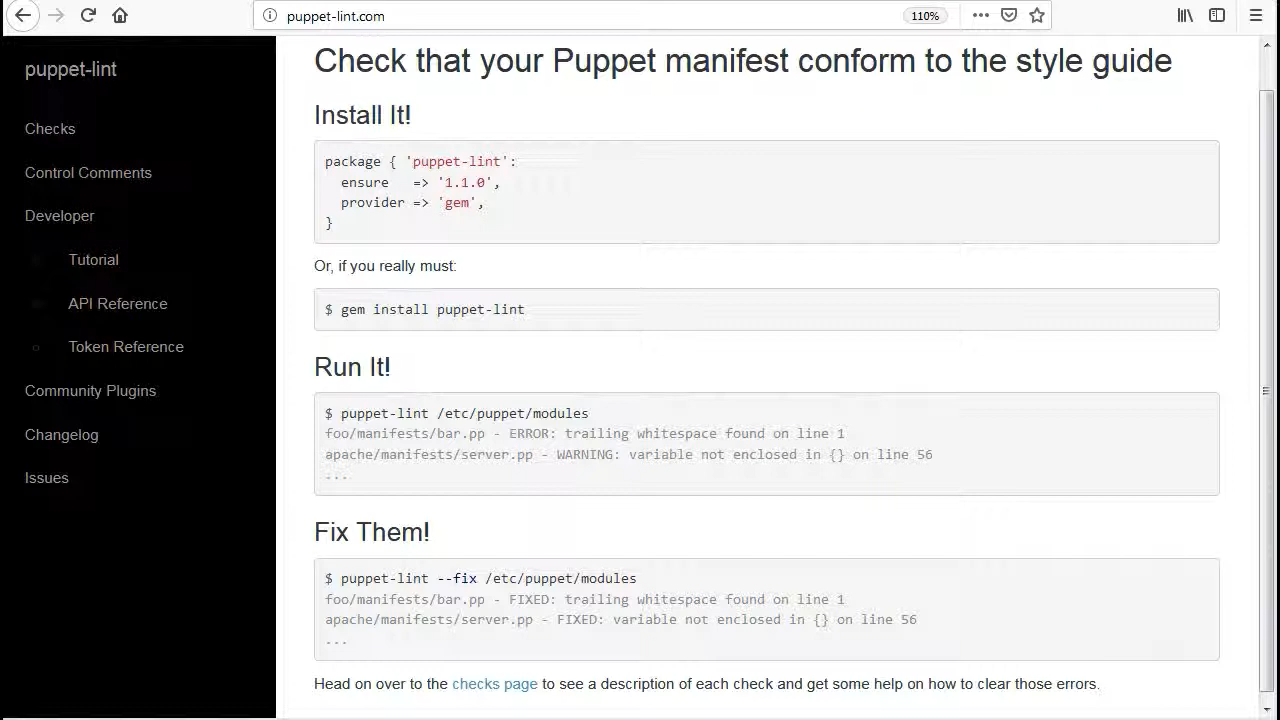 puppet-lint.com
110%
puppet-lint
Checks
Control Comments
Developer
Tutorial
API Reference
Token Reference
Community Plugins
Changelog
Issues
Check that your Puppet manifest conform to the style guide
Install It!
package { 'puppet-lint':
  ensure   => '1.1.0',
  provider => 'gem',
}
Or, if you really must:
$ gem install puppet-lint
Run It!
$ puppet-lint /etc/puppet/modules
foo/manifests/bar.pp - ERROR: trailing whitespace found on line 1
apache/manifests/server.pp - WARNING: variable not enclosed in {} on line 56
...
Fix Them!
$ puppet-lint --fix /etc/puppet/modules
foo/manifests/bar.pp - FIXED: trailing whitespace found on line 1
apache/manifests/server.pp - FIXED: variable not enclosed in {} on line 56
...
Head on over to the checks page to see a description of each check and get some help on how to clear those errors.